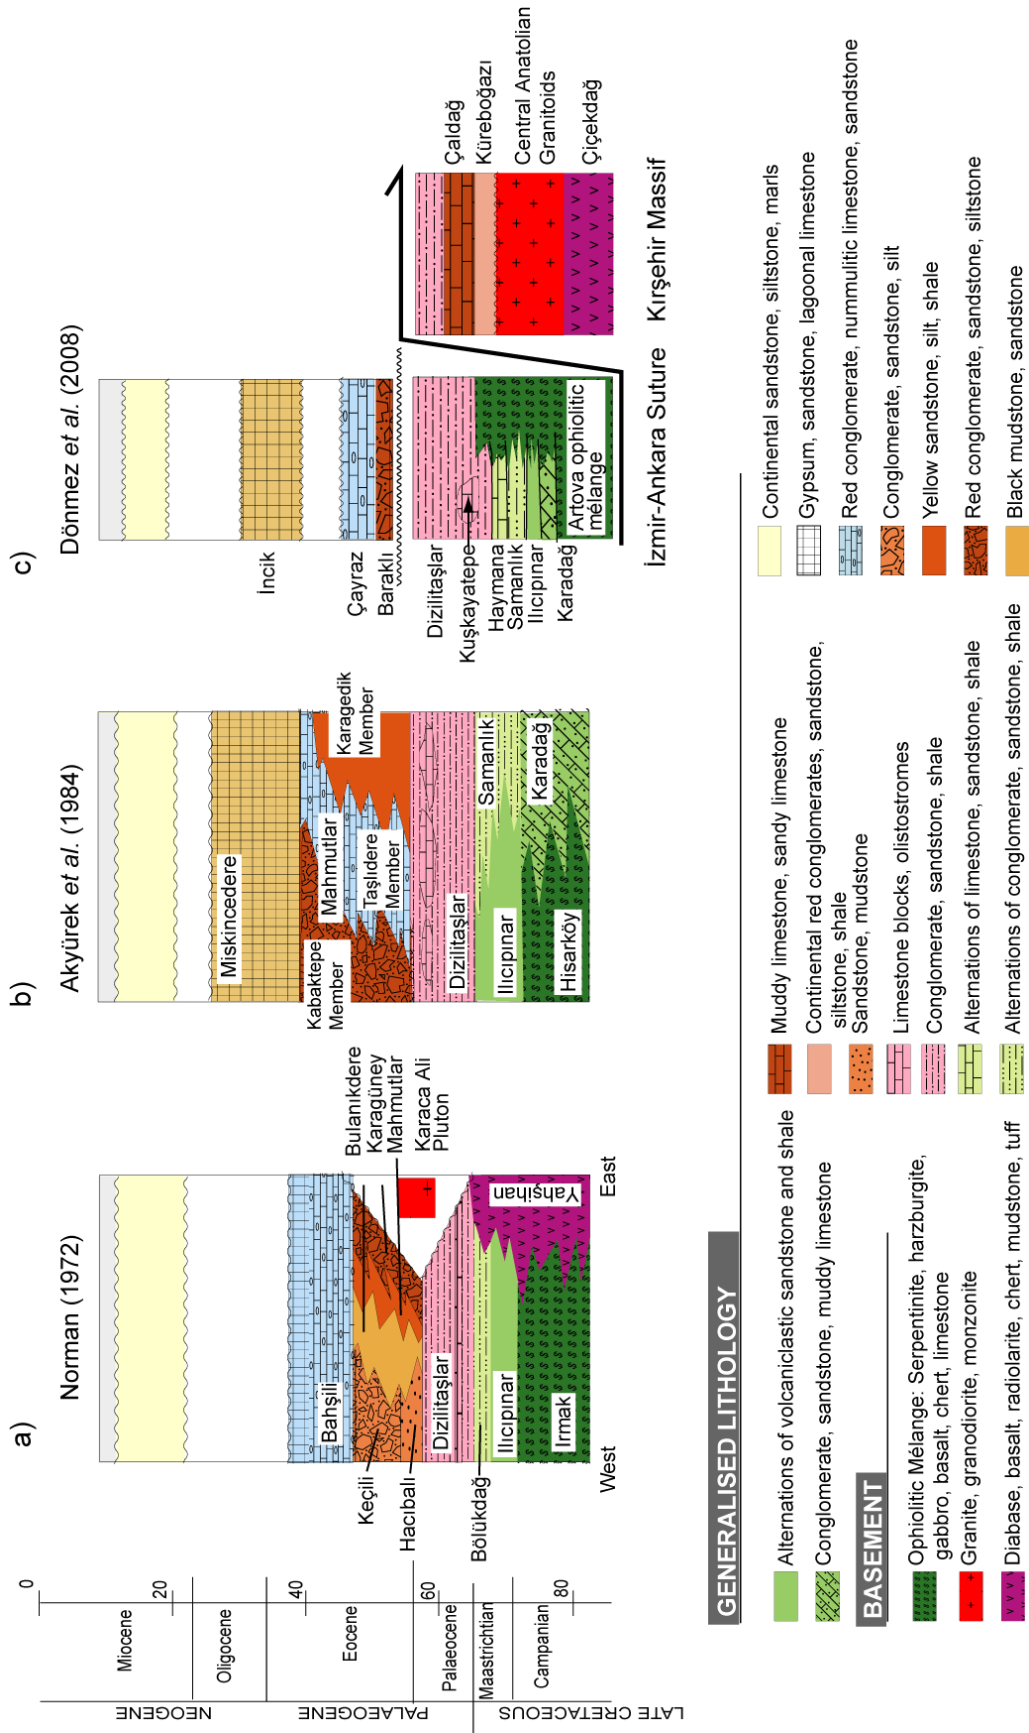 a)
Norman (1972)
b)
Akyürek et al. (1984)
c)
Dönmez et al. (2008)
0
20
40
60
80
Miocene
Oligocene
Eocene
Palaeocene
Maastrichtian
Campanian
NEOGENE
PALAEOGENE
LATE CRETACEOUS
Keçili
Hacıbalı
Bölükdağ
Bahşili
Dizilitaşlar
Ilıcıpınar
Irmak
Yahşihan
Bulanıkdere
Karagüney
Mahmutlar
Karaca Ali
Pluton
West
East
Miskincedere
Kabaktepe
Member
Mahmutlar
Taşlıdere
Member
Karagedik
Member
Dizilitaşlar
Ilıcıpınar
Samanlık
Karadağ
Hisarköy
İncik
Çayraz
Baraklı
Dizilitaşlar
Kuşkayatepe
Haymana
Samanlık
Ilıcıpınar
Karadağ
Artova ophiolitic
mélange
Çaldağ
Küreboğazı
Central Anatolian
Granitoids
Çiçekdağ
İzmir-Ankara Suture
Kırşehir Massif
GENERALISED LITHOLOGY
Alternations of volcaniclastic sandstone and shale
Conglomerate, sandstone, muddy limestone
BASEMENT
Ophiolitic Mélange: Serpentinite, harzburgite,
gabbro, basalt, chert, limestone
Granite, granodiorite, monzonite
Diabase, basalt, radiolarite, chert, mudstone, tuff
Muddy limestone, sandy limestone
Continental red conglomerates, sandstone,
siltstone, shale
Sandstone, mudstone
Limestone blocks, olistostromes
Conglomerate, sandstone, shale
Alternations of limestone, sandstone, shale
Alternations of conglomerate, sandstone, shale
Continental sandstone, siltstone, marls
Gypsum, sandstone, lagoonal limestone
Red conglomerate, nummulitic limestone, sandstone
Conglomerate, sandstone, silt
Yellow sandstone, silt, shale
Red conglomerate, sandstone, siltstone
Black mudstone, sandstone